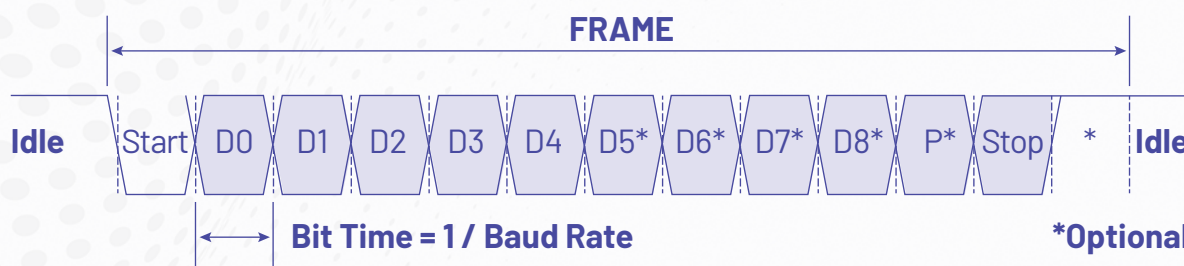 FRAME
Idle Start D0 D1 D2 D3 D4 D5* D6* D7* D8* P* Stop * Idle
Bit Time = 1 / Baud Rate
*Optional